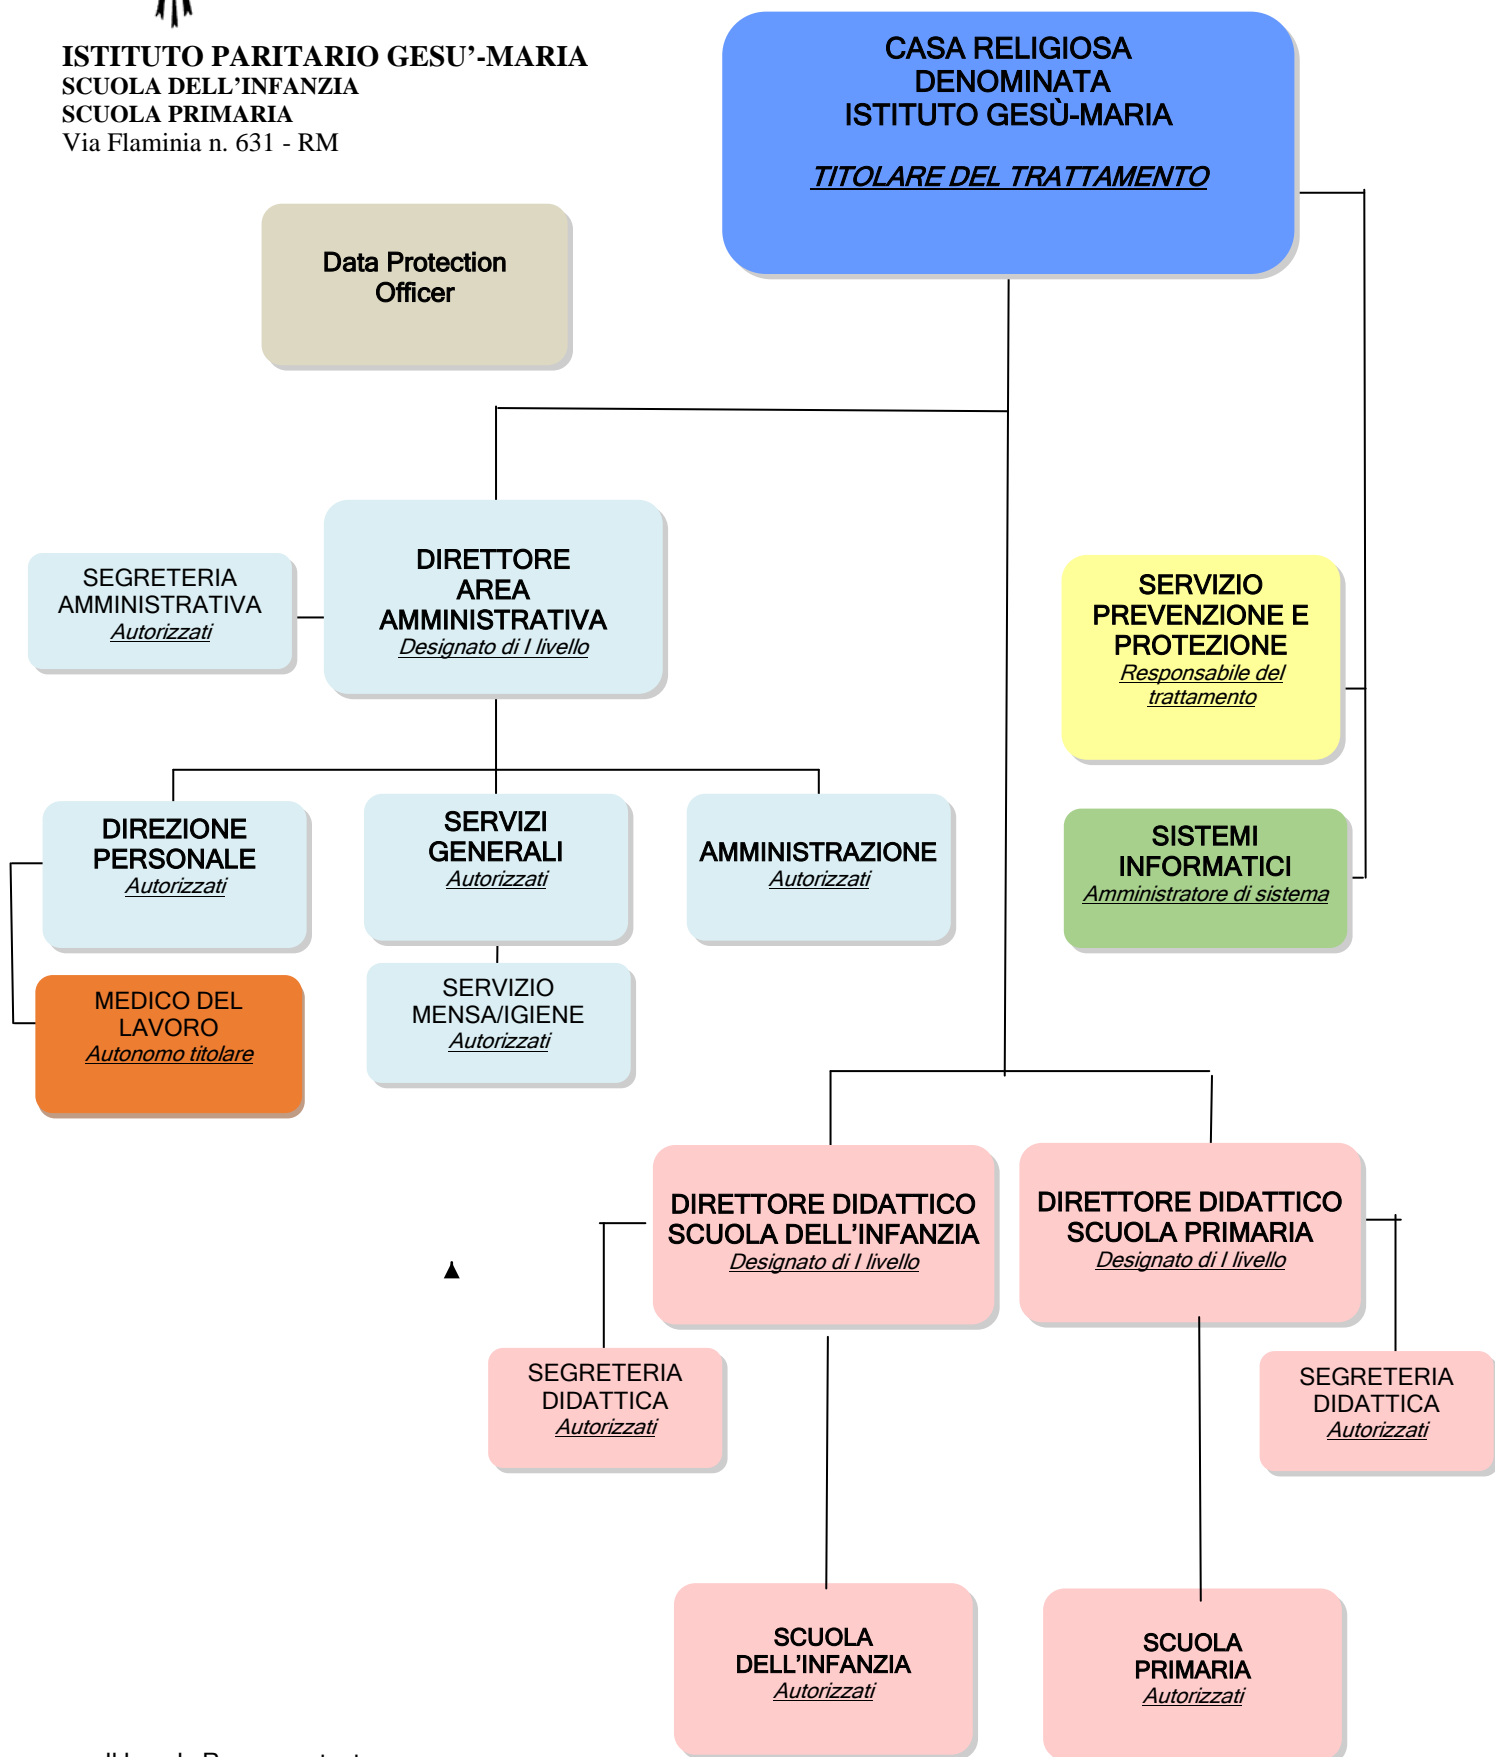 ISTITUTO PARITARIO GESU’-MARIA
SCUOLA DELL’INFANZIA
SCUOLA PRIMARIA
Via Flaminia n. 631 - RM
CASA RELIGIOSA
DENOMINATA
ISTITUTO GESÙ-MARIA
TITOLARE DEL TRATTAMENTO
Data Protection
Officer
SEGRETERIA
AMMINISTRATIVA
Autorizzati
DIRETTORE
AREA
AMMINISTRATIVA
Designato di I livello
SERVIZIO
PREVENZIONE E
PROTEZIONE
Responsabile del
trattamento
DIREZIONE
PERSONALE
Autorizzati
SERVIZI
GENERALI
Autorizzati
AMMINISTRAZIONE
Autorizzati
SISTEMI
INFORMATICI
Amministratore di sistema
MEDICO DEL
LAVORO
Autonomo titolare
SERVIZIO
MENSA/IGIENE
Autorizzati
DIRETTORE DIDATTICO
SCUOLA DELL’INFANZIA
Designato di I livello
DIRETTORE DIDATTICO
SCUOLA PRIMARIA
Designato di I livello
SEGRETERIA
DIDATTICA
Autorizzati
SEGRETERIA
DIDATTICA
Autorizzati
SCUOLA
DELL’INFANZIA
Autorizzati
SCUOLA
PRIMARIA
Autorizzati